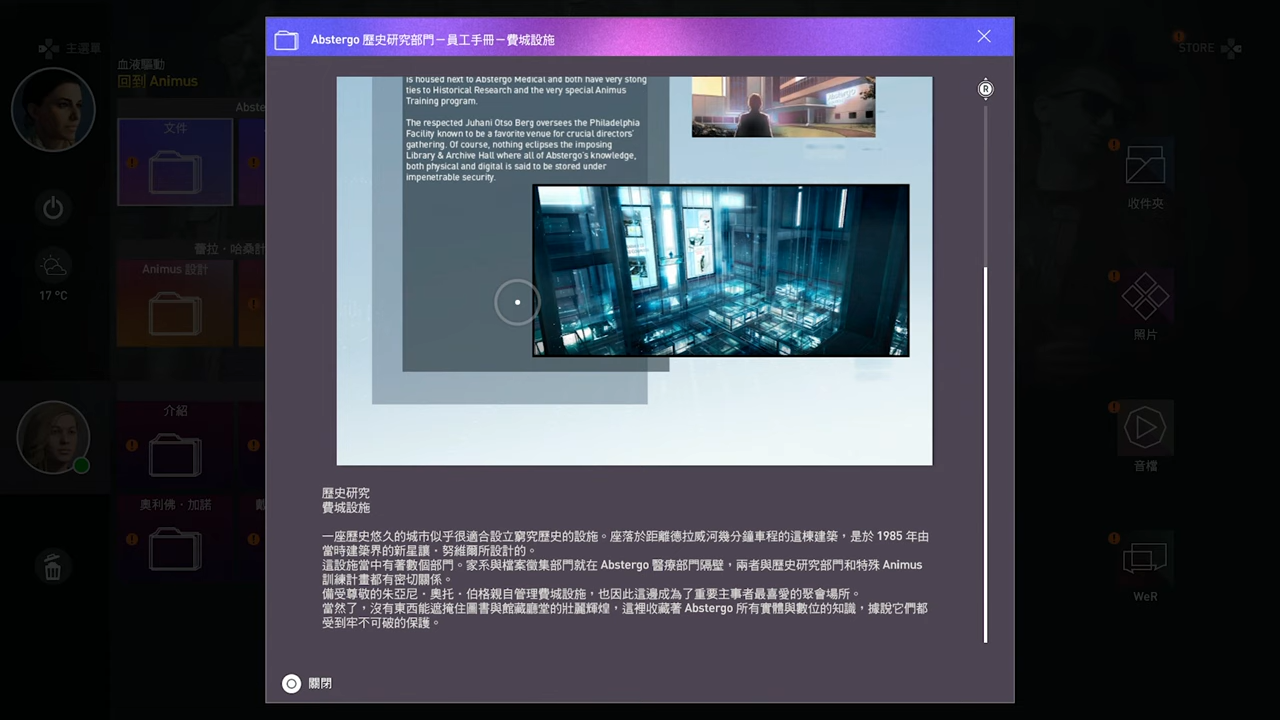 Abstergo 歷史研究部門－員工手冊－費城設施
主選單
STORE
血液驅動
回到 Animus
Abste
文件
is housed next to Abstergo Medical and both have very stong
ties to Historical Research and the very special Animus
Training program.
The respected Juhani Otso Berg oversees the Philadelphia
Facility known to be a favorite venue for crucial directors'
gathering. Of course, nothing eclipses the imposing
Library & Archive Hall where all of Abstergo's knowledge,
both physical and digital is said to be stored under
impenetrable security.
Abstergo
R
17 °C
蕾拉．哈桑計
Animus 設計
收件夾
照片
介紹
音檔
奧利佛．加諾
戴
WeR
歷史研究
費城設施
一座歷史悠久的城市似乎很適合設立窮究歷史的設施。座落於距離德拉威河幾分鐘車程的這棟建築，是於 1985 年由
當時建築界的新星讓．努維爾所設計的。
這設施當中有著數個部門。家系與檔案徵集部門就在 Abstergo 醫療部門隔壁，兩者與歷史研究部門和特殊 Animus
訓練計畫都有密切關係。
備受尊敬的朱亞尼．奧托．伯格親自管理費城設施，也因此這邊成為了重要主事者最喜愛的聚會場所。
當然了，沒有東西能遮掩住圖書與館藏廳堂的壯麗輝煌，這裡收藏著 Abstergo 所有實體與數位的知識，據說它們都
受到牢不可破的保護。
關閉